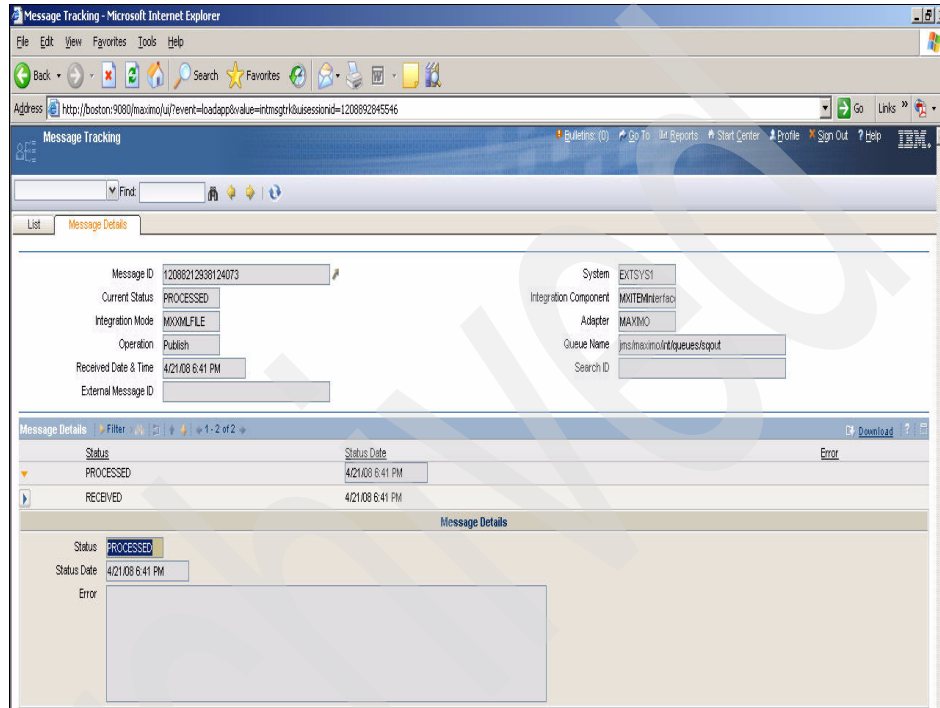 Message Tracking - Microsoft Internet Explorer
File Edit View Favorites Tools Help
Back Search Favorites
Address http://boston:9080/maximo/ui/?event=loadapp&value=intmsgtrk&uisessionid=1208892845546 Go Links »
Message Tracking Bulletins: (0) Go To Reports Start Center Profile Sign Out ? Help IBM.
Find:
List Message Details
Message ID 12088212938124073 System EXTSYS1
Current Status PROCESSED Integration Component MXITEMInterfac
Integration Mode MXXMLFILE Adapter MAXIMO
Operation Publish Queue Name jms/maximo/int/queues/sqout
Received Date & Time 4/21/08 6:41 PM Search ID
External Message ID
Message Details Filter 1 - 2 of 2 Download ?
Status Status Date Error
PROCESSED 4/21/08 6:41 PM
RECEIVED 4/21/08 6:41 PM
Message Details
Status PROCESSED
Status Date 4/21/08 6:41 PM
Error